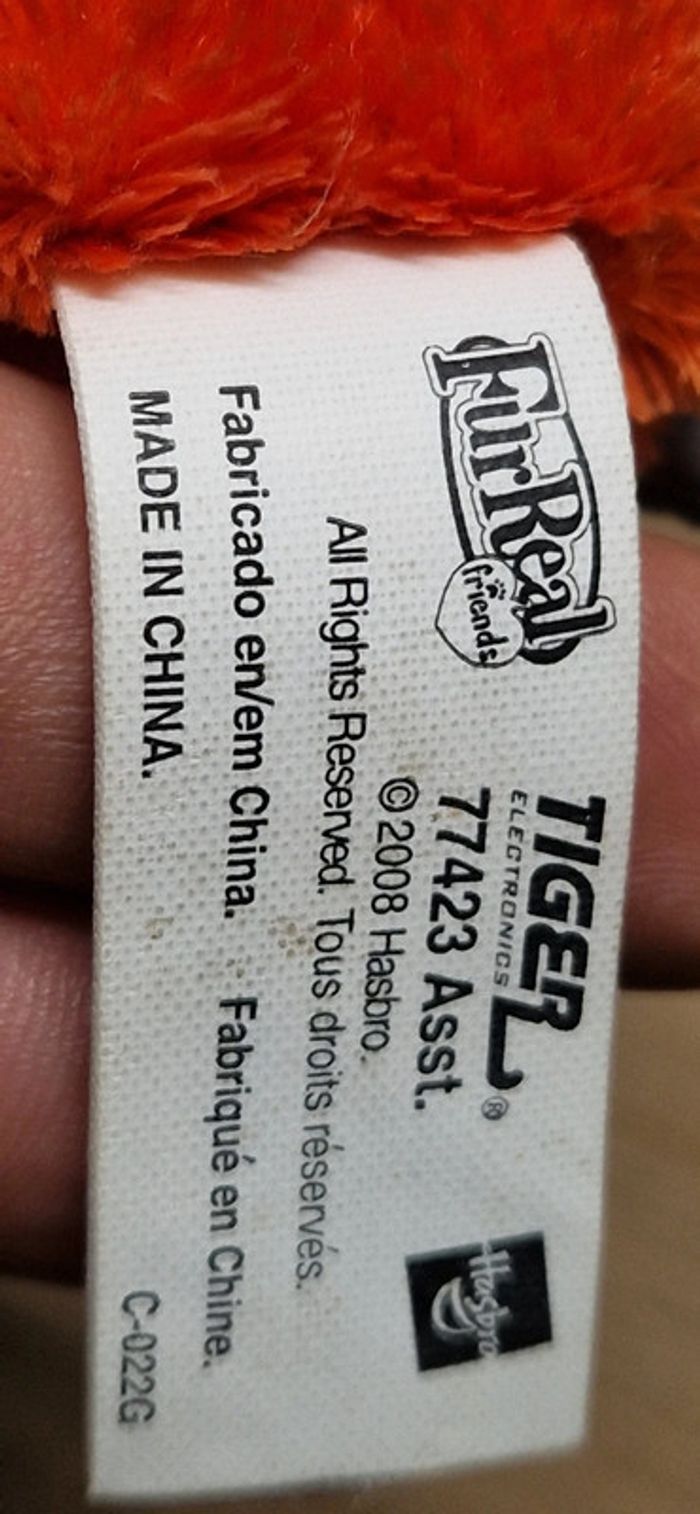 FurReal
friends
TIGER®
ELECTRONICS
Hasbro
77423 Asst.
©2008 Hasbro.
All Rights Reserved. Tous droits réservés.
Fabricado en/em China. Fabriqué en Chine.
MADE IN CHINA. C-022G